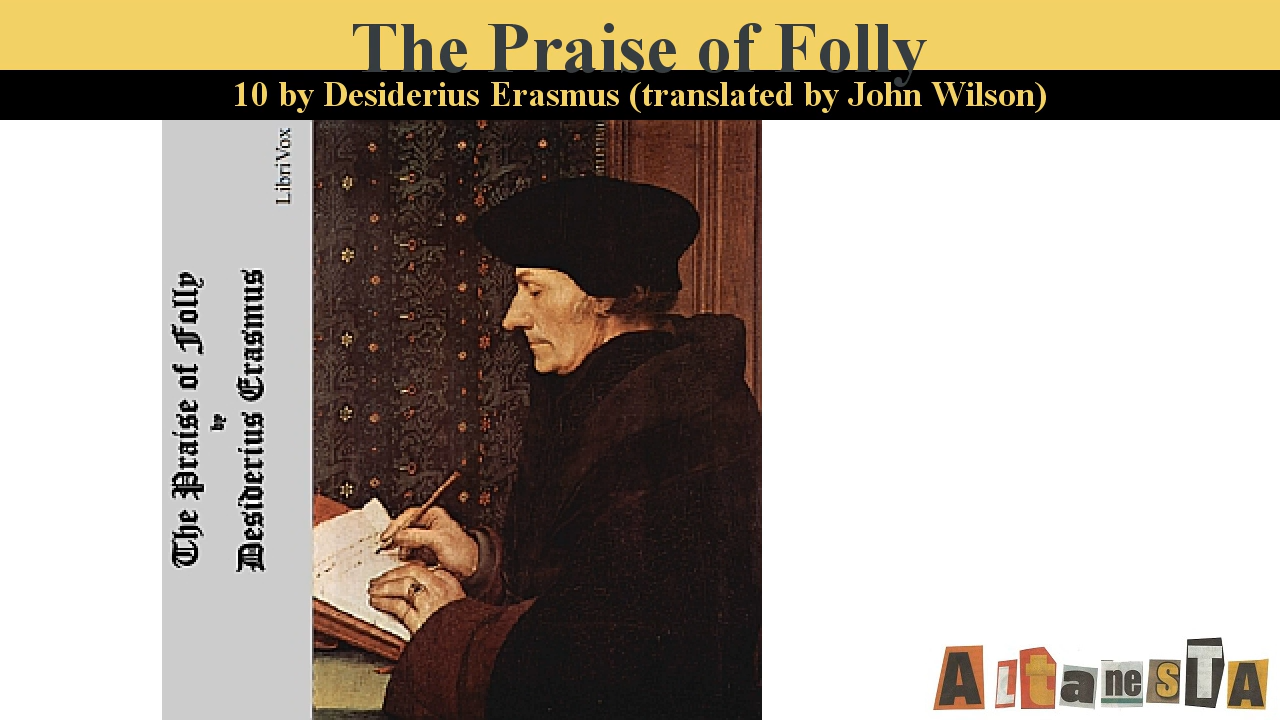 The Praise of Folly
10 by Desiderius Erasmus (translated by John Wilson)
LibriVox
The Praise of Folly
by
Desiderius Erasmus
AltanesTA